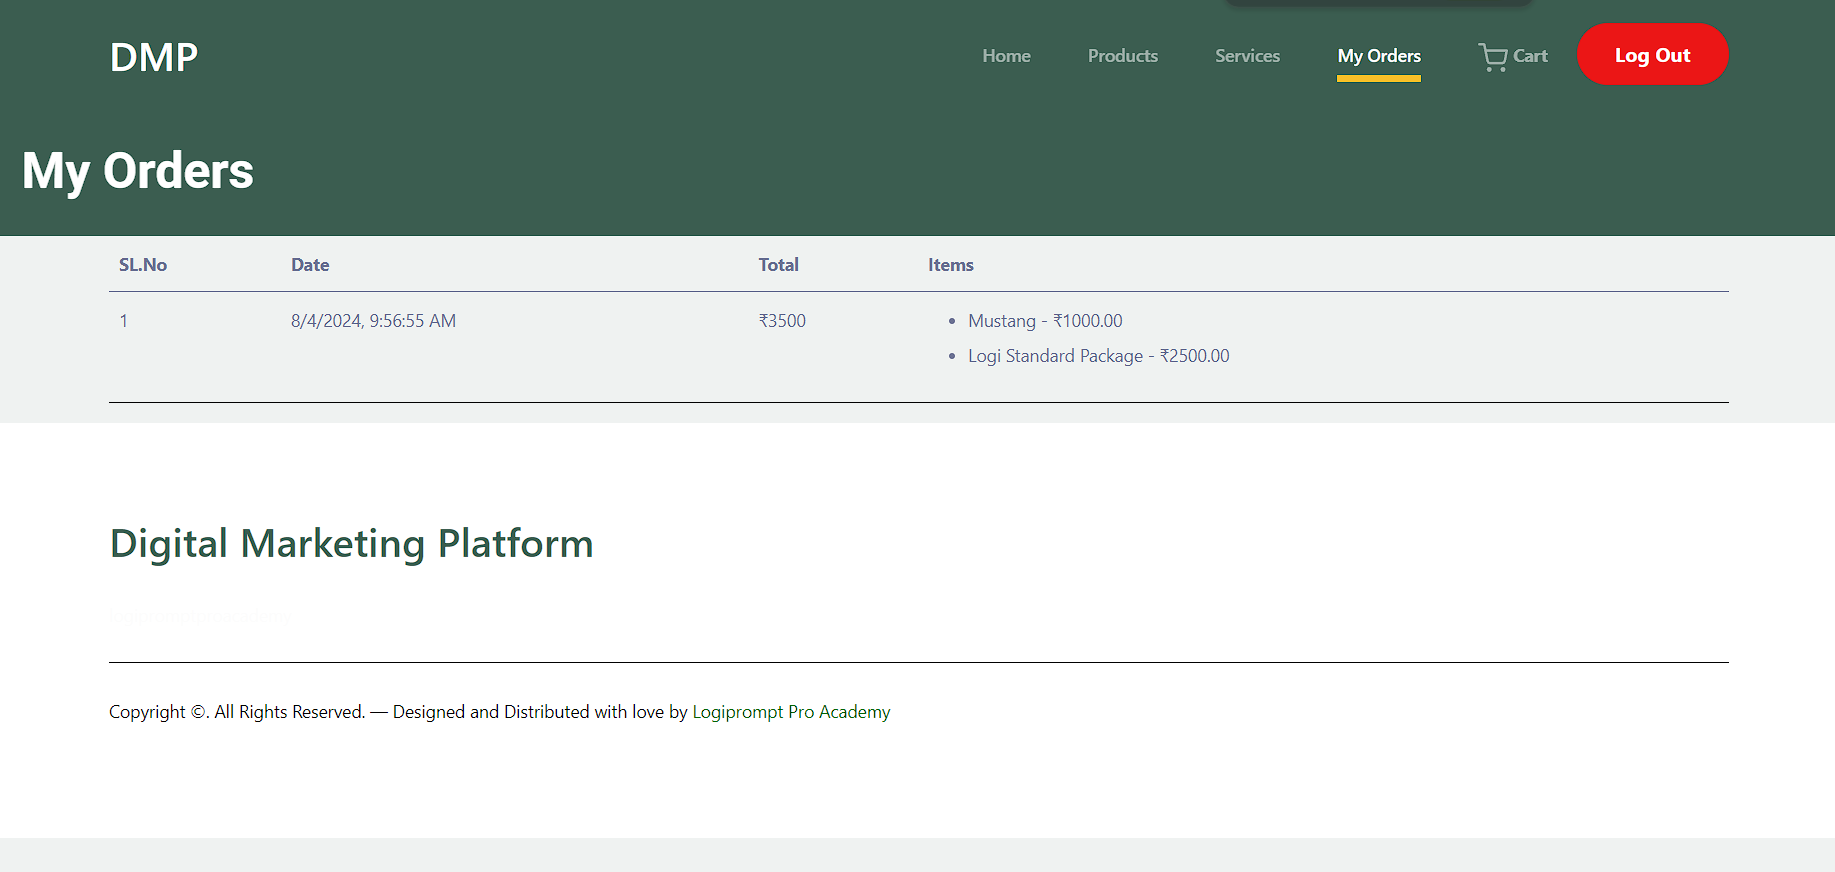 DMP
Home Products Services My Orders Cart Log Out
My Orders
SL.No Date Total Items
1 8/4/2024, 9:56:55 AM ₹3500 • Mustang - ₹1000.00
• Logi Standard Package - ₹2500.00
Digital Marketing Platform
Copyright ©. All Rights Reserved. — Designed and Distributed with love by Logiprompt Pro Academy